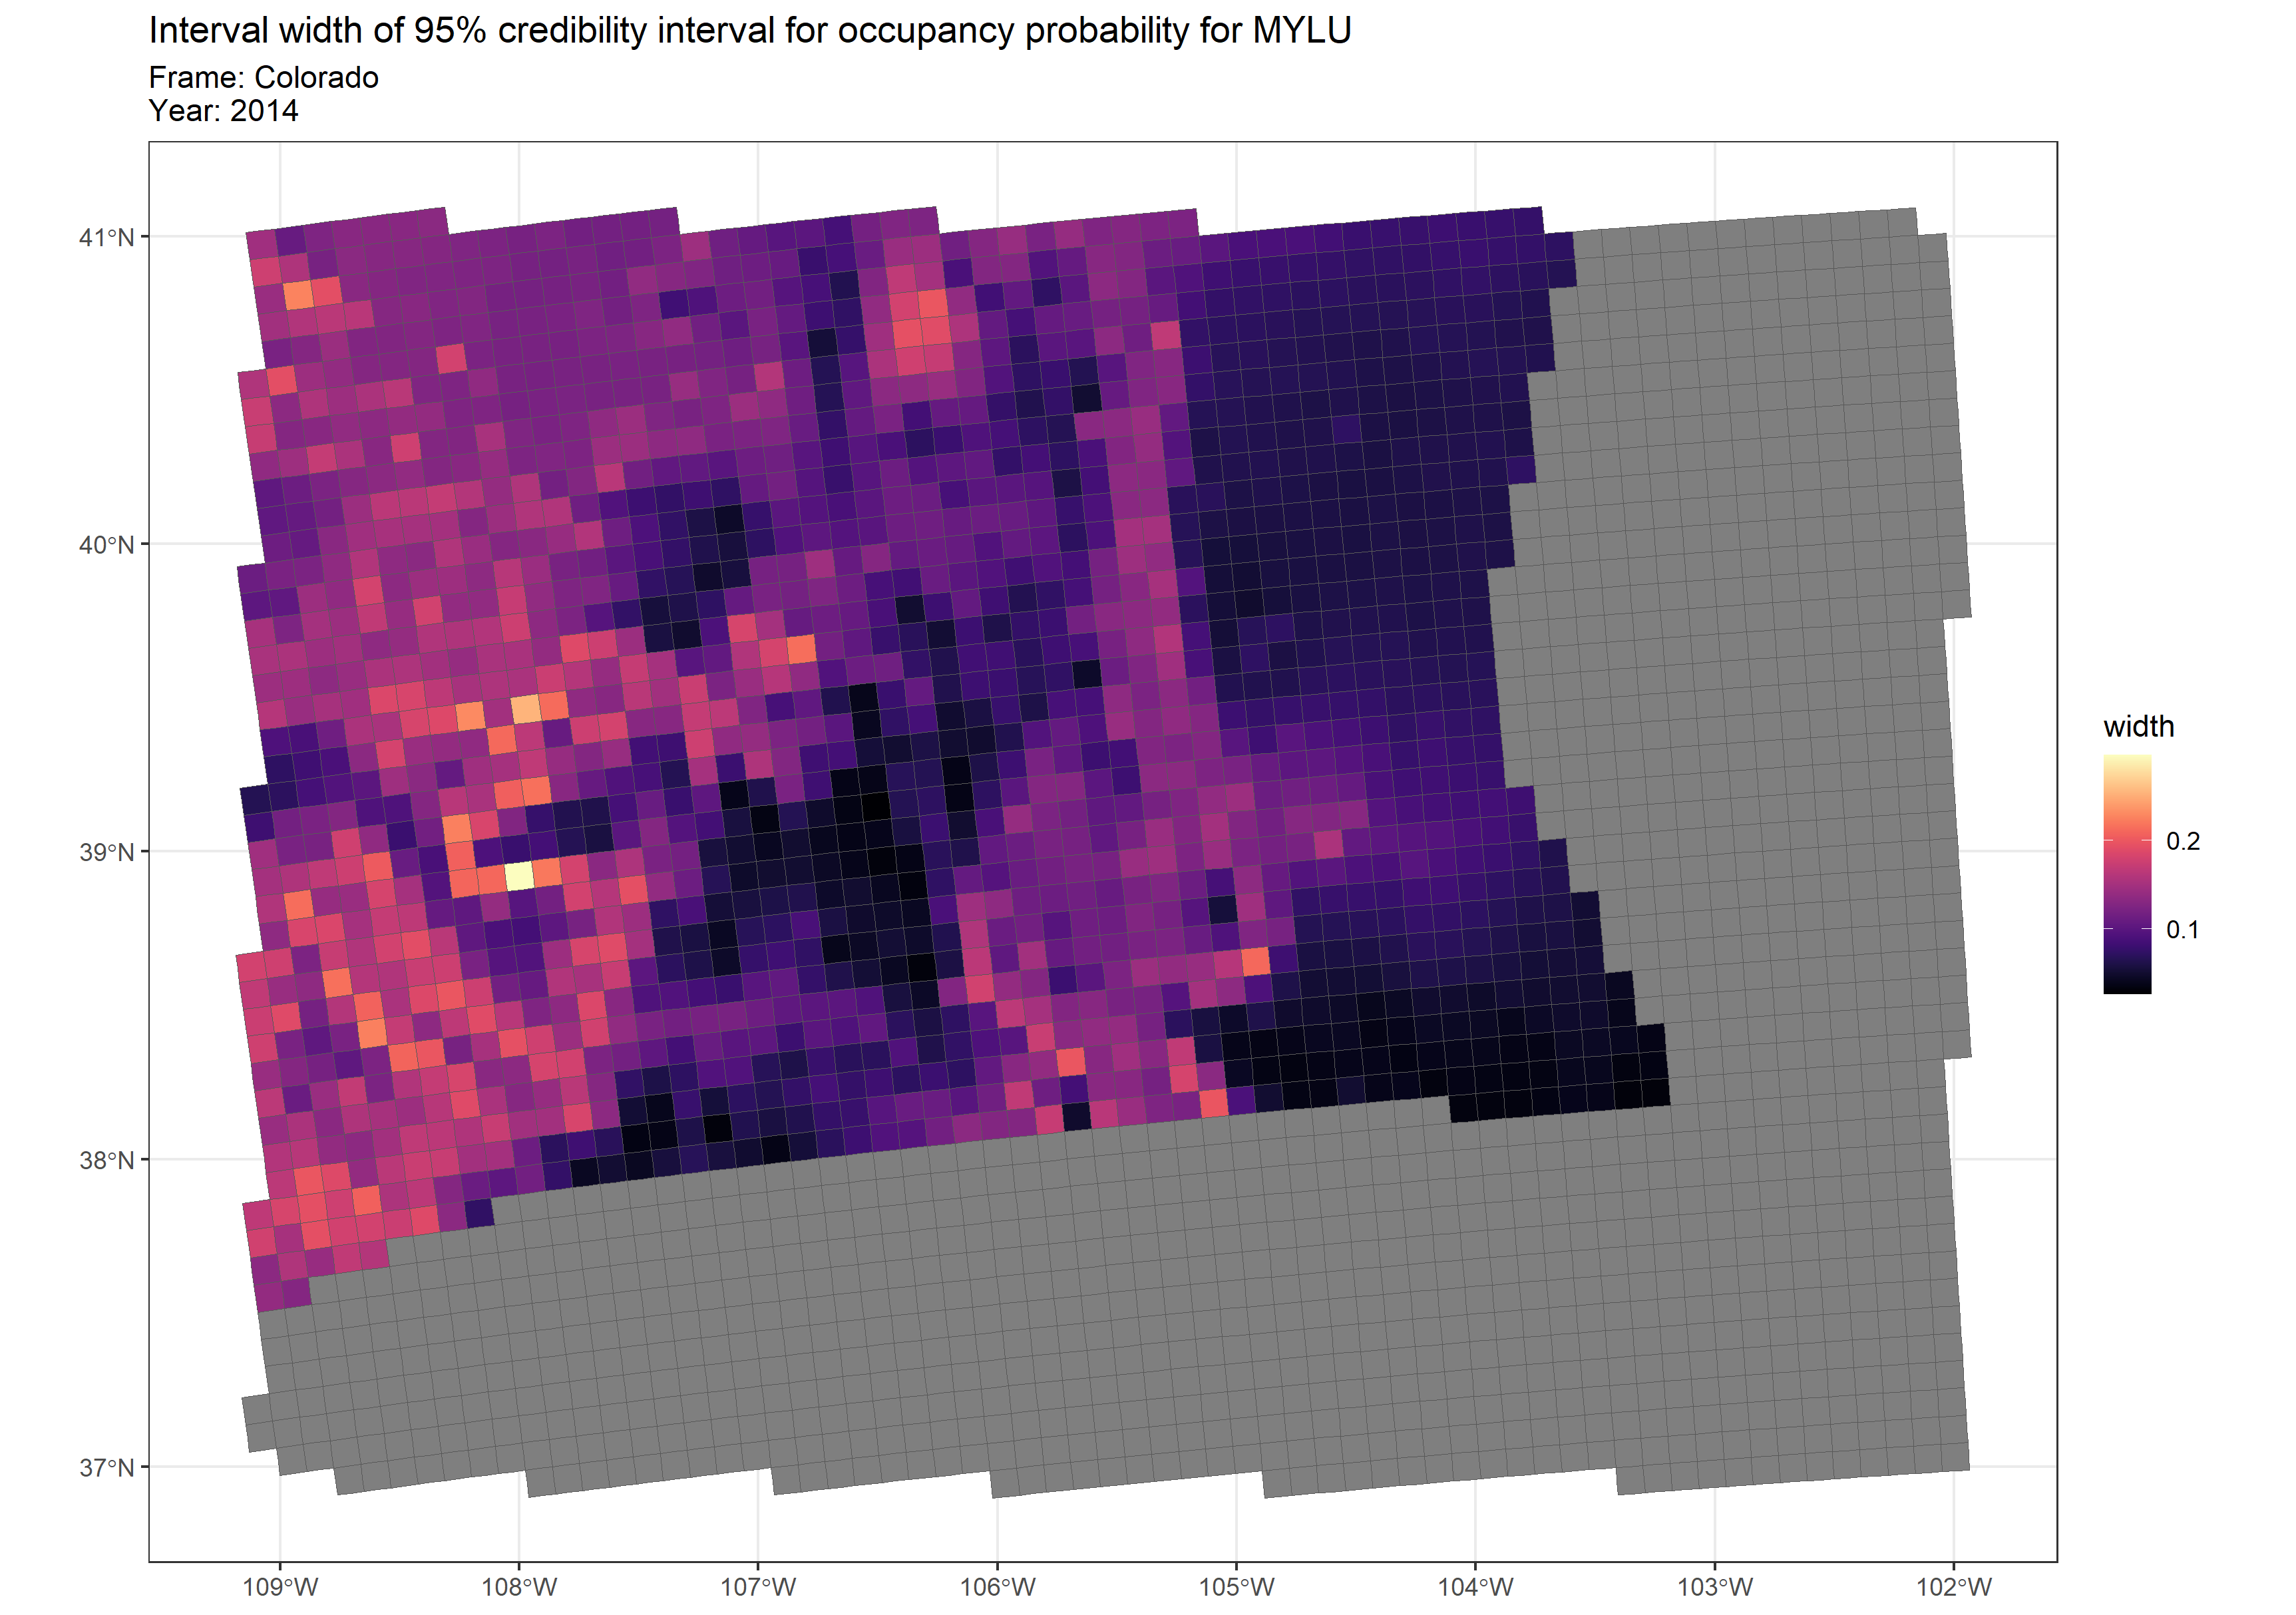 Interval width of 95% credibility interval for occupancy probability for MYLU
Frame: Colorado
Year: 2014
41°N
40°N
39°N
38°N
37°N
109°W
108°W
107°W
106°W
105°W
104°W
103°W
102°W
width
0.2
0.1